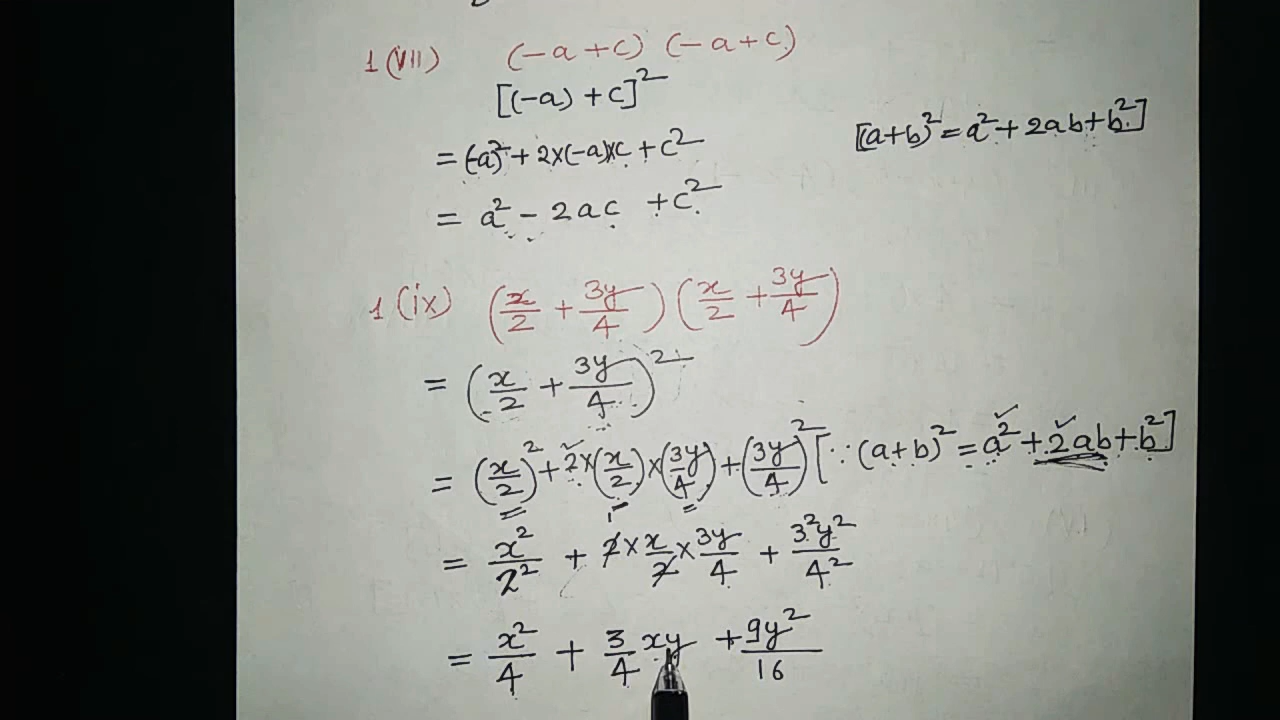 1(VII) (-a+c) (-a+c)
[(-a)+c]²
[(a+b)²=a²+2ab+b²]
=(-a)²+2×(-a)×c+c²
= a²-2ac +c²
1(ix) (x/2 + 3y/4) (x/2 + 3y/4)
= (x/2 + 3y/4)²
= (x/2)² + 2×(x/2)×(3y/4)+(3y/4)² [∵(a+b)²=a²+2ab+b²]
= x²/2² + 2×x/2×3y/4 + 3²y²/4²
= x²/4 + 3/4 xy + 9y²/16